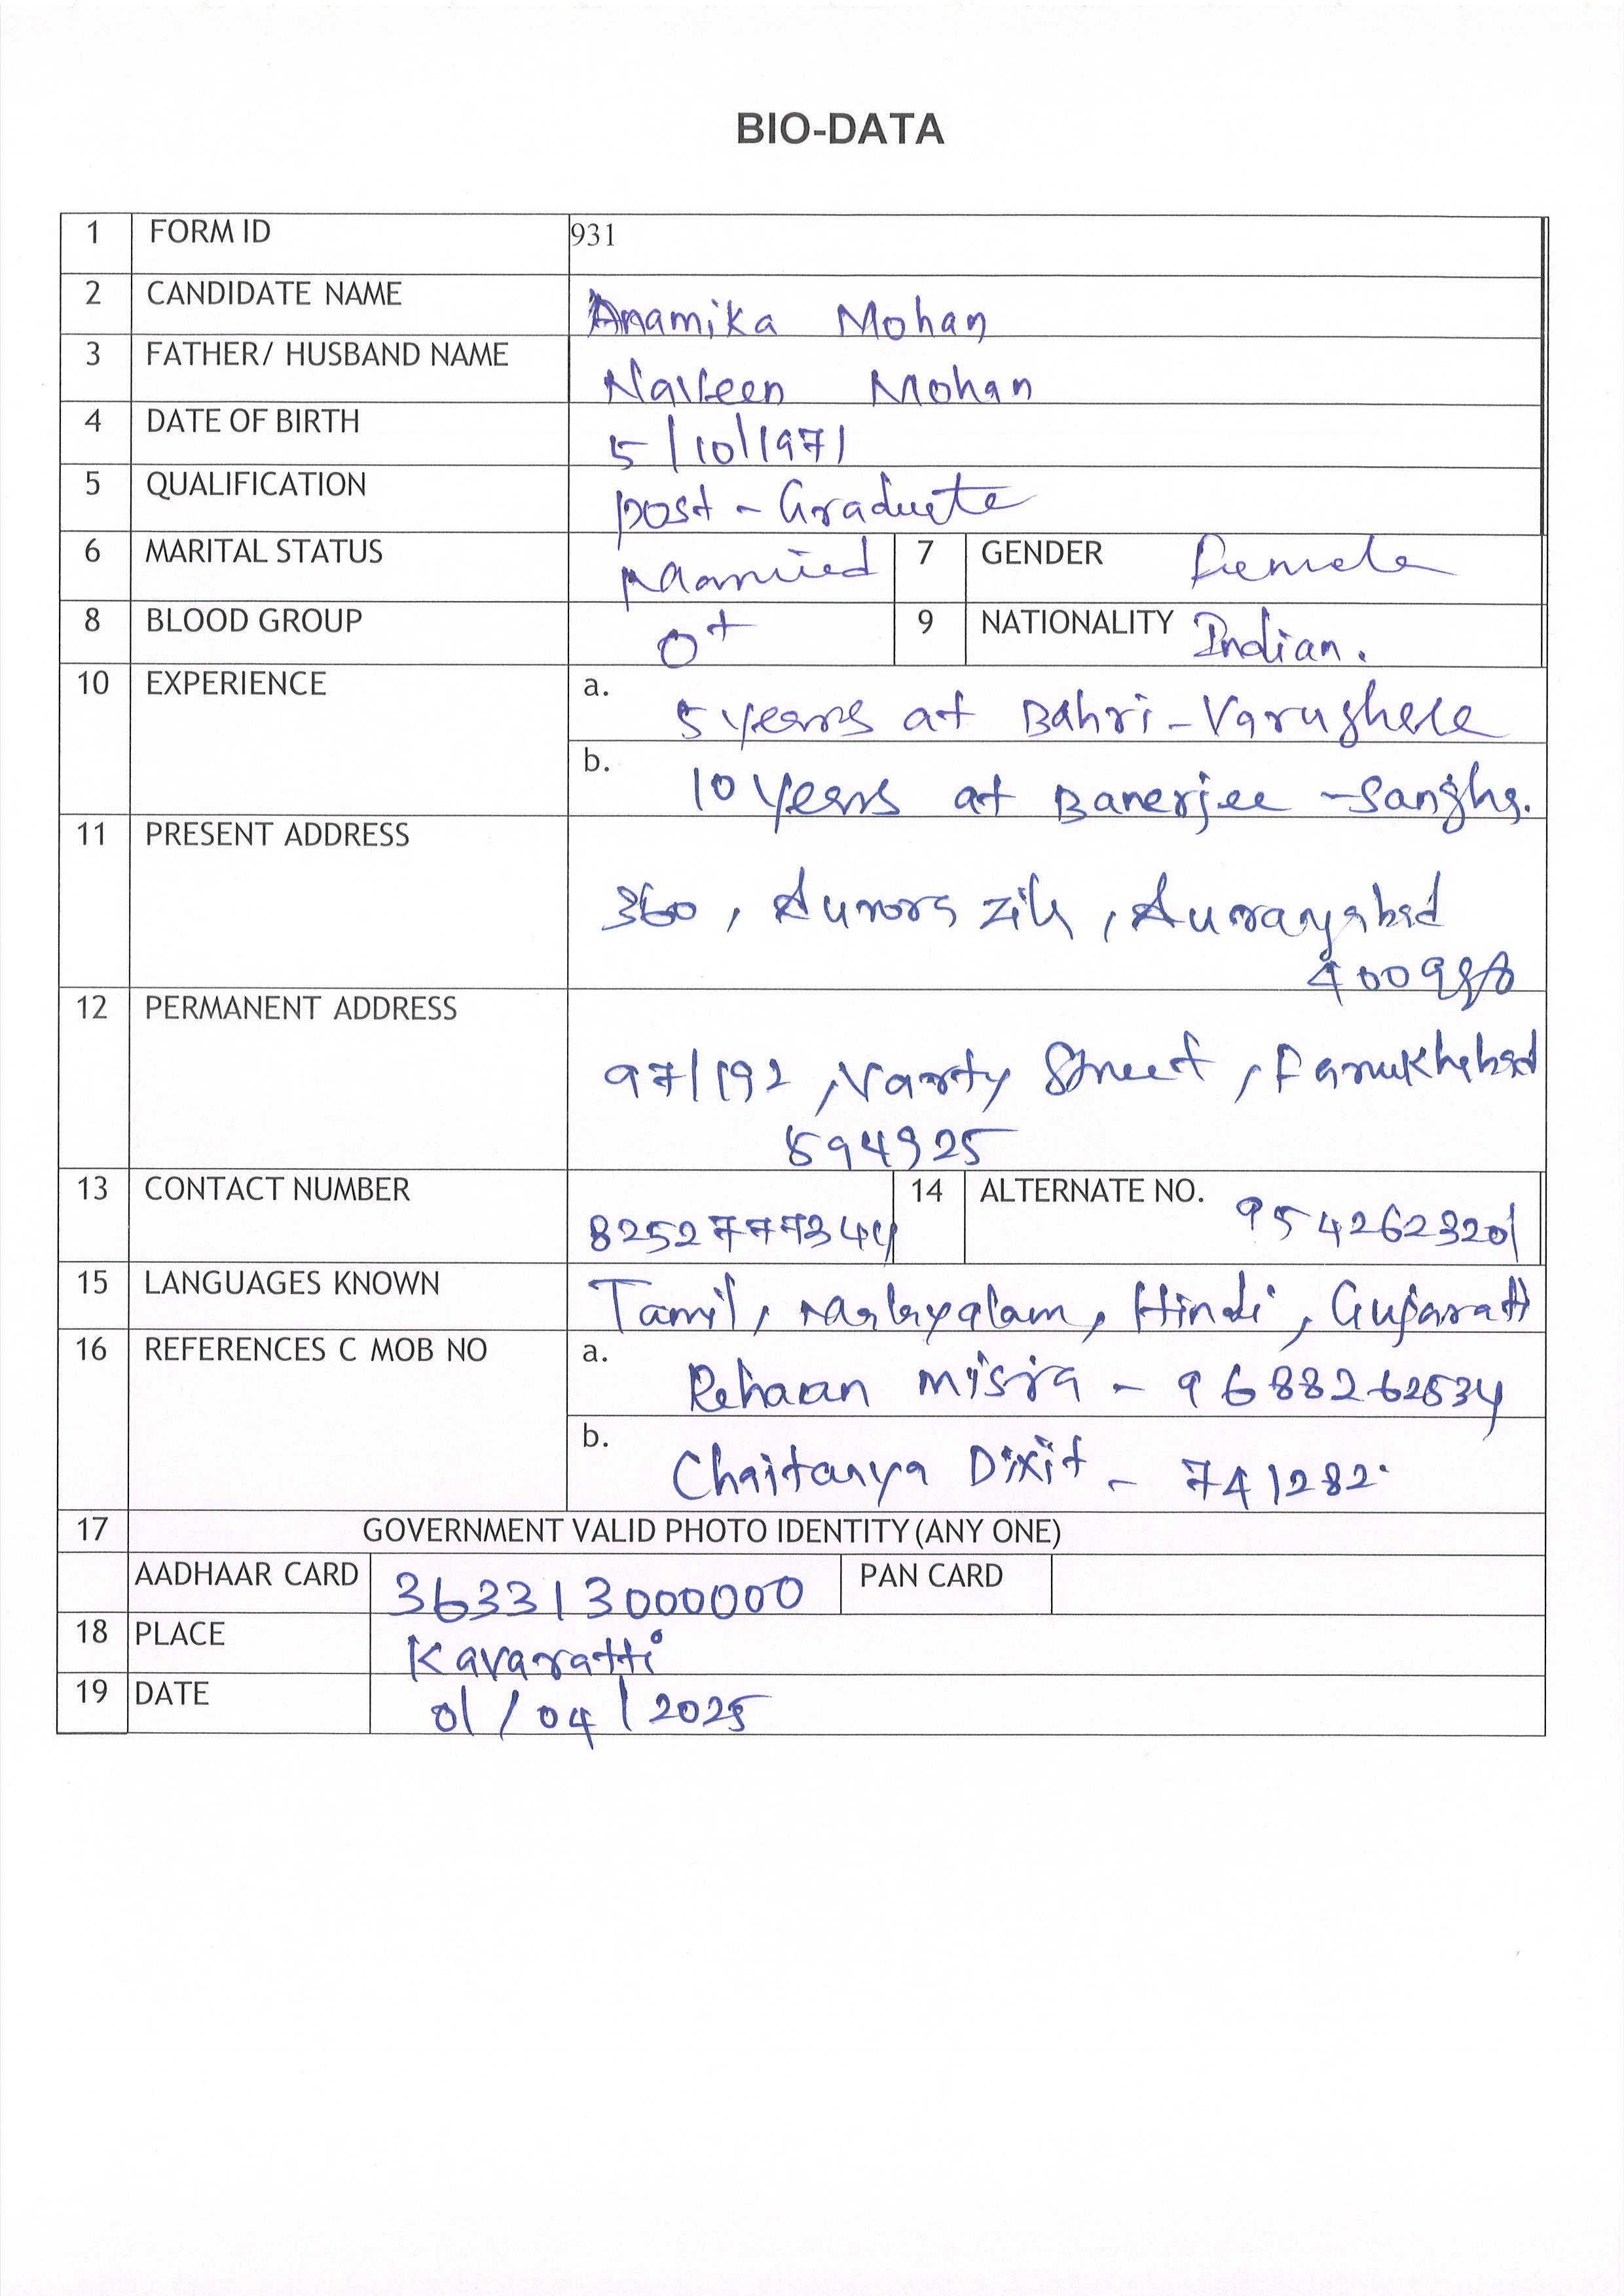 BIO-DATA
1 FORM ID 931
2 CANDIDATE NAME Anamika Mohan
3 FATHER/ HUSBAND NAME Naveen Mohan
4 DATE OF BIRTH 5/10/1971
5 QUALIFICATION post - Graduate
6 MARITAL STATUS Married 7 GENDER Female
8 BLOOD GROUP O+ 9 NATIONALITY Indian.
10 EXPERIENCE a. 5 years at Bahri-Varughese
b. 10 years at Banerjee - Sangha.
11 PRESENT ADDRESS
360, Aurora Zila, Aurangabad
12 PERMANENT ADDRESS
97/192, Varty Street, Farrukhabad
594925
13 CONTACT NUMBER 8252777344 14 ALTERNATE NO. 9542623201
15 LANGUAGES KNOWN Tamil, Malayalam, Hindi, Gujarati
16 REFERENCES C MOB NO a. Rehaan Misra - 9688262534
b. Chaitanya Dixit - 741282.
17 GOVERNMENT VALID PHOTO IDENTITY (ANY ONE)
AADHAAR CARD 363313000000 PAN CARD
18 PLACE Kavaratti
19 DATE 01/04/2025